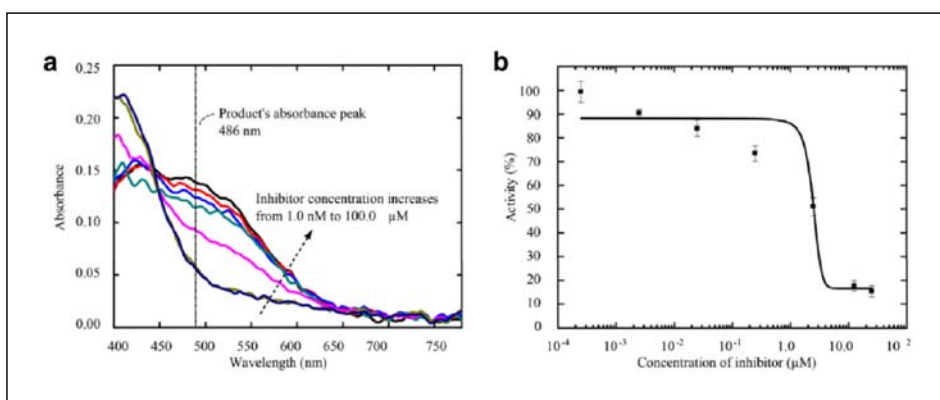 a
0.25
0.20
0.15
0.10
0.05
0.00
Absorbance
Product's absorbance peak
486 nm
Inhibitor concentration increases
from 1.0 nM to 100.0 μM
400 450 500 550 600 650 700 750
Wavelength (nm)
b
100
90
80
70
60
50
40
30
20
10
0
Activity (%)
10-4 10-3 10-2 10-1 1.0 10.0 10 2
Concentration of inhibitor (μM)